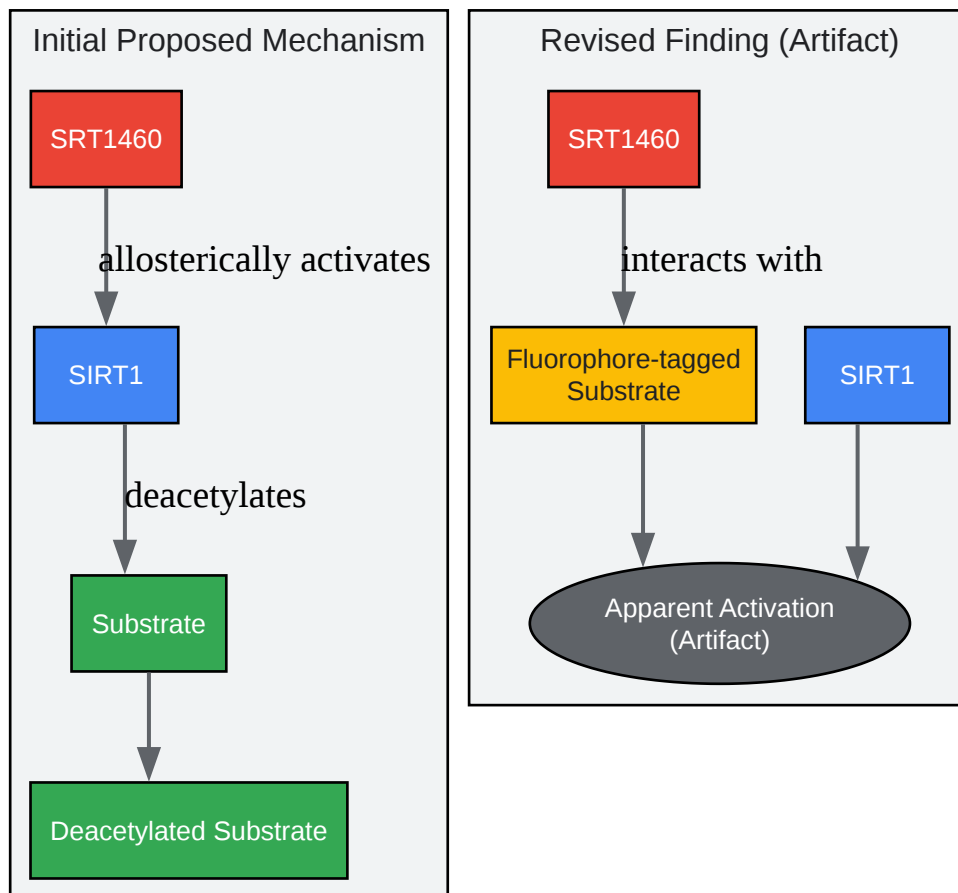 Initial Proposed Mechanism
SRT1460
allosterically activates
SIRT1
deacetylates
Substrate
Deacetylated Substrate
Revised Finding (Artifact)
SRT1460
interacts with
Fluorophore-tagged
Substrate
SIRT1
Apparent Activation
(Artifact)